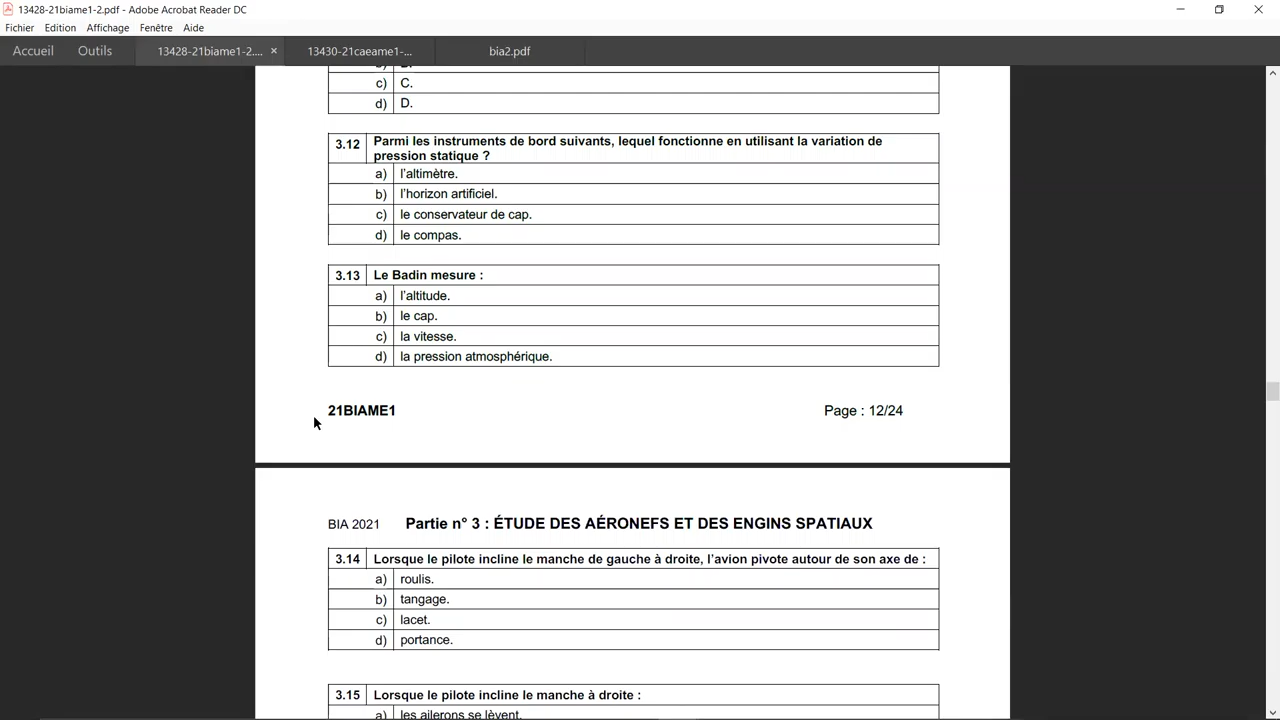 13428-21biame1-2.pdf - Adobe Acrobat Reader DC
Fichier Edition Affichage Fenêtre Aide
Accueil Outils 13428-21biame1-2.... × 13430-21caeame1-... bia2.pdf
c) C.
d) D.
3.12 Parmi les instruments de bord suivants, lequel fonctionne en utilisant la variation de
pression statique ?
a) l'altimètre.
b) l'horizon artificiel.
c) le conservateur de cap.
d) le compas.
3.13 Le Badin mesure :
a) l'altitude.
b) le cap.
c) la vitesse.
d) la pression atmosphérique.
21BIAME1 Page : 12/24
BIA 2021 Partie n° 3 : ÉTUDE DES AÉRONEFS ET DES ENGINS SPATIAUX
3.14 Lorsque le pilote incline le manche de gauche à droite, l'avion pivote autour de son axe de :
a) roulis.
b) tangage.
c) lacet.
d) portance.
3.15 Lorsque le pilote incline le manche à droite :
a) les ailerons se lèvent.